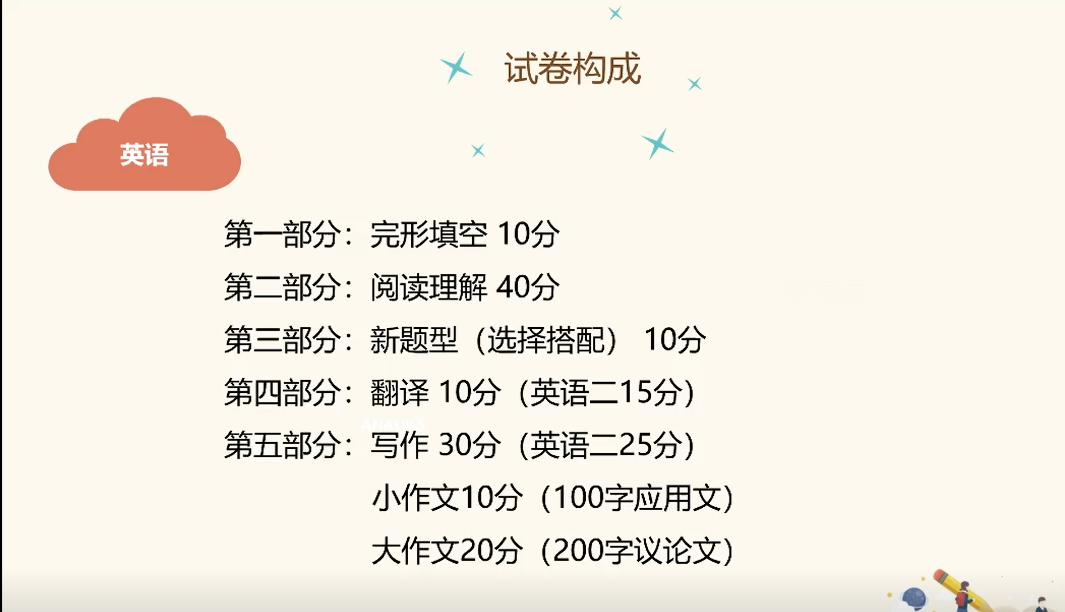 试卷构成
英语
第一部分：完形填空 10分
第二部分：阅读理解 40分
第三部分：新题型（选择搭配） 10分
第四部分：翻译 10分（英语二15分）
第五部分：写作 30分（英语二25分）
小作文10分（100字应用文）
大作文20分（200字议论文）